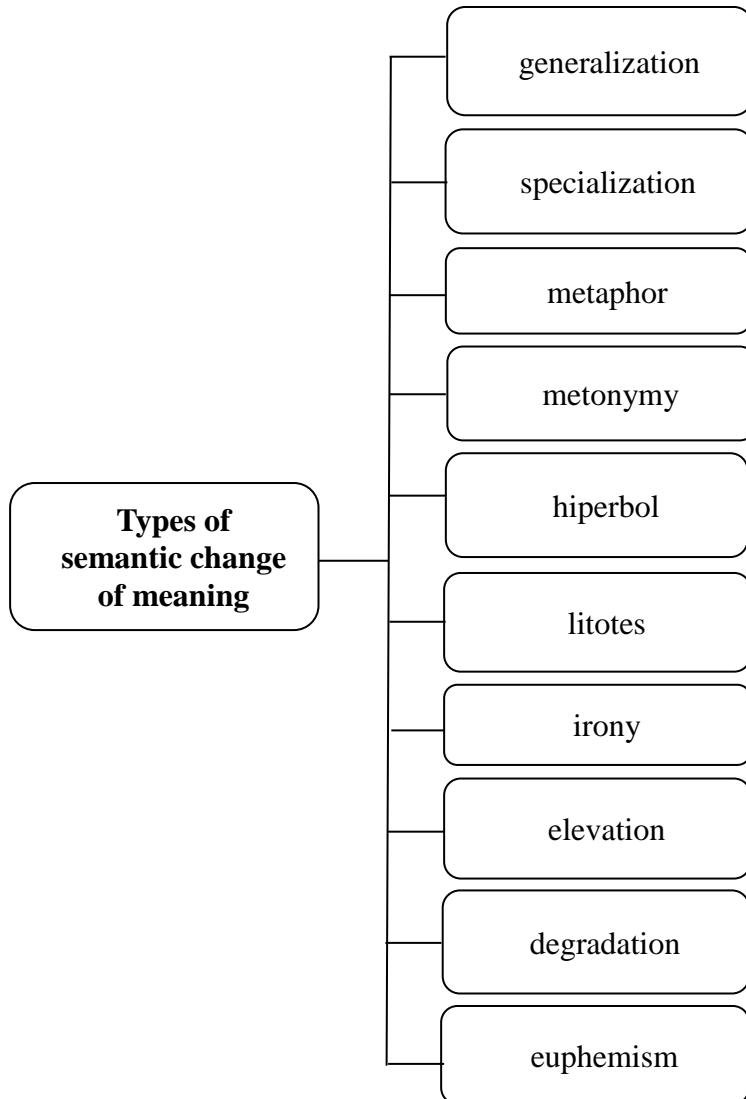 generalization
specialization
metaphor
metonymy
hiperbol
Types of
semantic change
of meaning
litotes
irony
elevation
degradation
euphemism